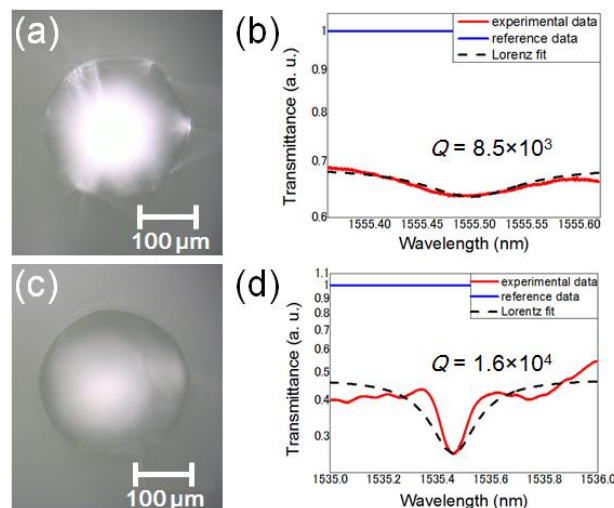 (a)
100 μm
(b)
Transmittance (a. u.)
1
0.9
0.8
0.7
0.6
experimental data
reference data
Lorenz fit
Q = 8.5×10³
1555.40
1555.45
1555.50
1555.55
1555.60
Wavelength (nm)
(c)
100 μm
(d)
Transmittance (a. u.)
1.1
1
0.9
0.8
0.7
0.6
0.5
0.4
0.3
experimental data
reference data
Lorentz fit
Q = 1.6×10⁴
1535.0
1535.2
1535.4
1535.6
1535.8
1536.0
Wavelength (nm)